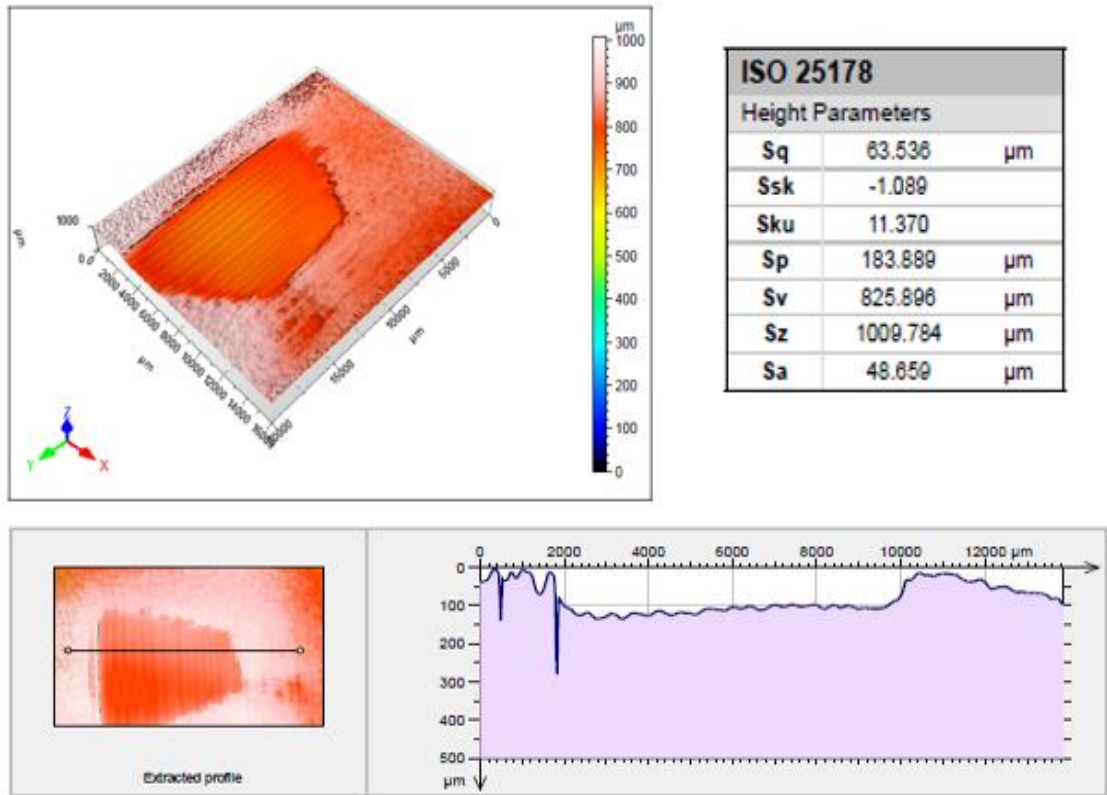 µm
1000
900
800
700
600
500
400
300
200
100
0
1000
µm
0 0
2000
4000
6000
8000
10000
12000
14000
µm
0
5000
10000
15000
µm
Z
Y
X
ISO 25178
Height Parameters
Sq 63.536 µm
Ssk -1.089
Sku 11.370
Sp 183.889 µm
Sv 825.896 µm
Sz 1009.784 µm
Sa 48.659 µm
Extracted profile
0 2000 4000 6000 8000 10000 12000 µm
0
100
200
300
400
500
µm